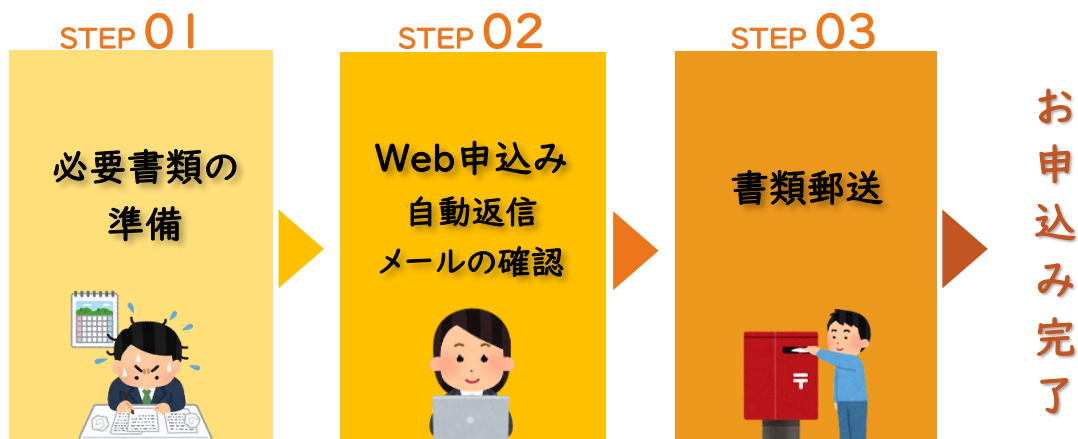 STEP 01
必要書類の
準備
STEP 02
Web申込み
自動返信
メールの確認
STEP 03
書類郵送
お申込み完了